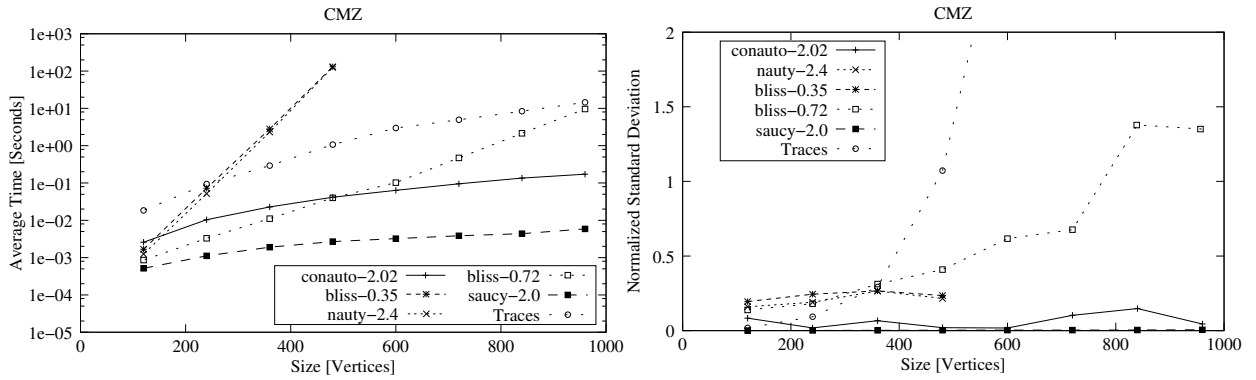 CMZ
1e+03
1e+02
1e+01
1e+00
1e−01
1e−02
1e−03
1e−04
1e−05
Average Time [Seconds]
conauto−2.02
bliss−0.35
nauty−2.4
bliss−0.72
saucy−2.0
Traces
0 200 400 600 800 1000
Size [Vertices]
CMZ
2
1.5
1
0.5
0
Normalized Standard Deviation
conauto−2.02
nauty−2.4
bliss−0.35
bliss−0.72
saucy−2.0
Traces
0 200 400 600 800 1000
Size [Vertices]